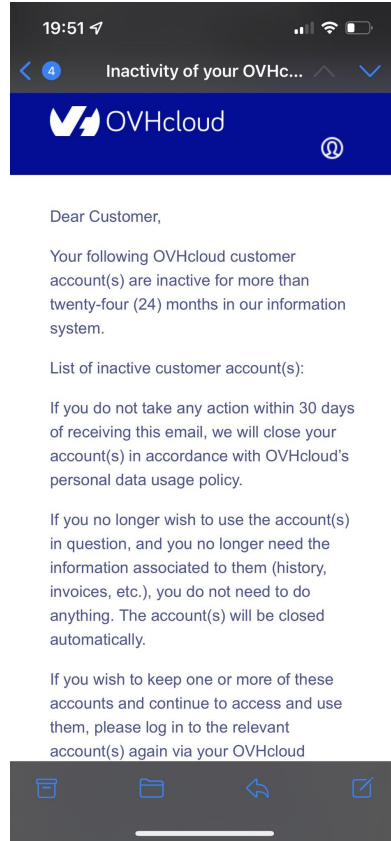 19:51
4
Inactivity of your OVHc...
OVHcloud
Dear Customer,
Your following OVHcloud customer
account(s) are inactive for more than
twenty-four (24) months in our information
system.
List of inactive customer account(s):
If you do not take any action within 30 days
of receiving this email, we will close your
account(s) in accordance with OVHcloud's
personal data usage policy.
If you no longer wish to use the account(s)
in question, and you no longer need the
information associated to them (history,
invoices, etc.), you do not need to do
anything. The account(s) will be closed
automatically.
If you wish to keep one or more of these
accounts and continue to access and use
them, please log in to the relevant
account(s) again via your OVHcloud